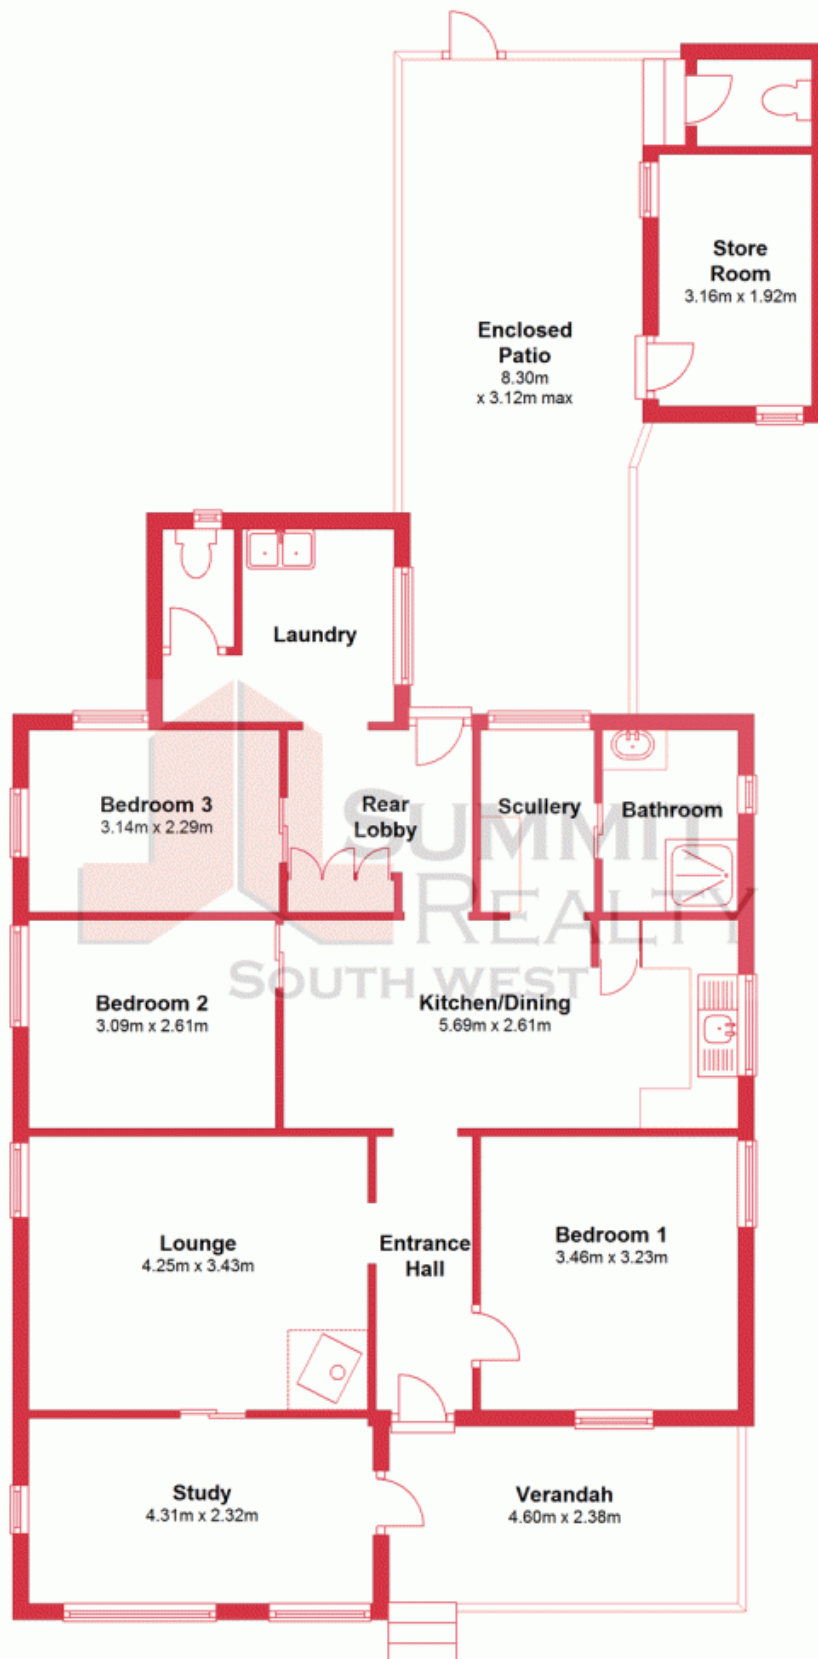 Store
Room
3.16m x 1.92m
Enclosed
Patio
8.30m
x 3.12m max
Laundry
Bedroom 3
3.14m x 2.29m
Rear
Lobby
Scullery
Bathroom
SUMMIT
REALTY
SOUTH WEST
Bedroom 2
3.09m x 2.61m
Kitchen/Dining
5.69m x 2.61m
Lounge
4.25m x 3.43m
Entrance
Hall
Bedroom 1
3.46m x 3.23m
Study
4.31m x 2.32m
Verandah
4.60m x 2.38m